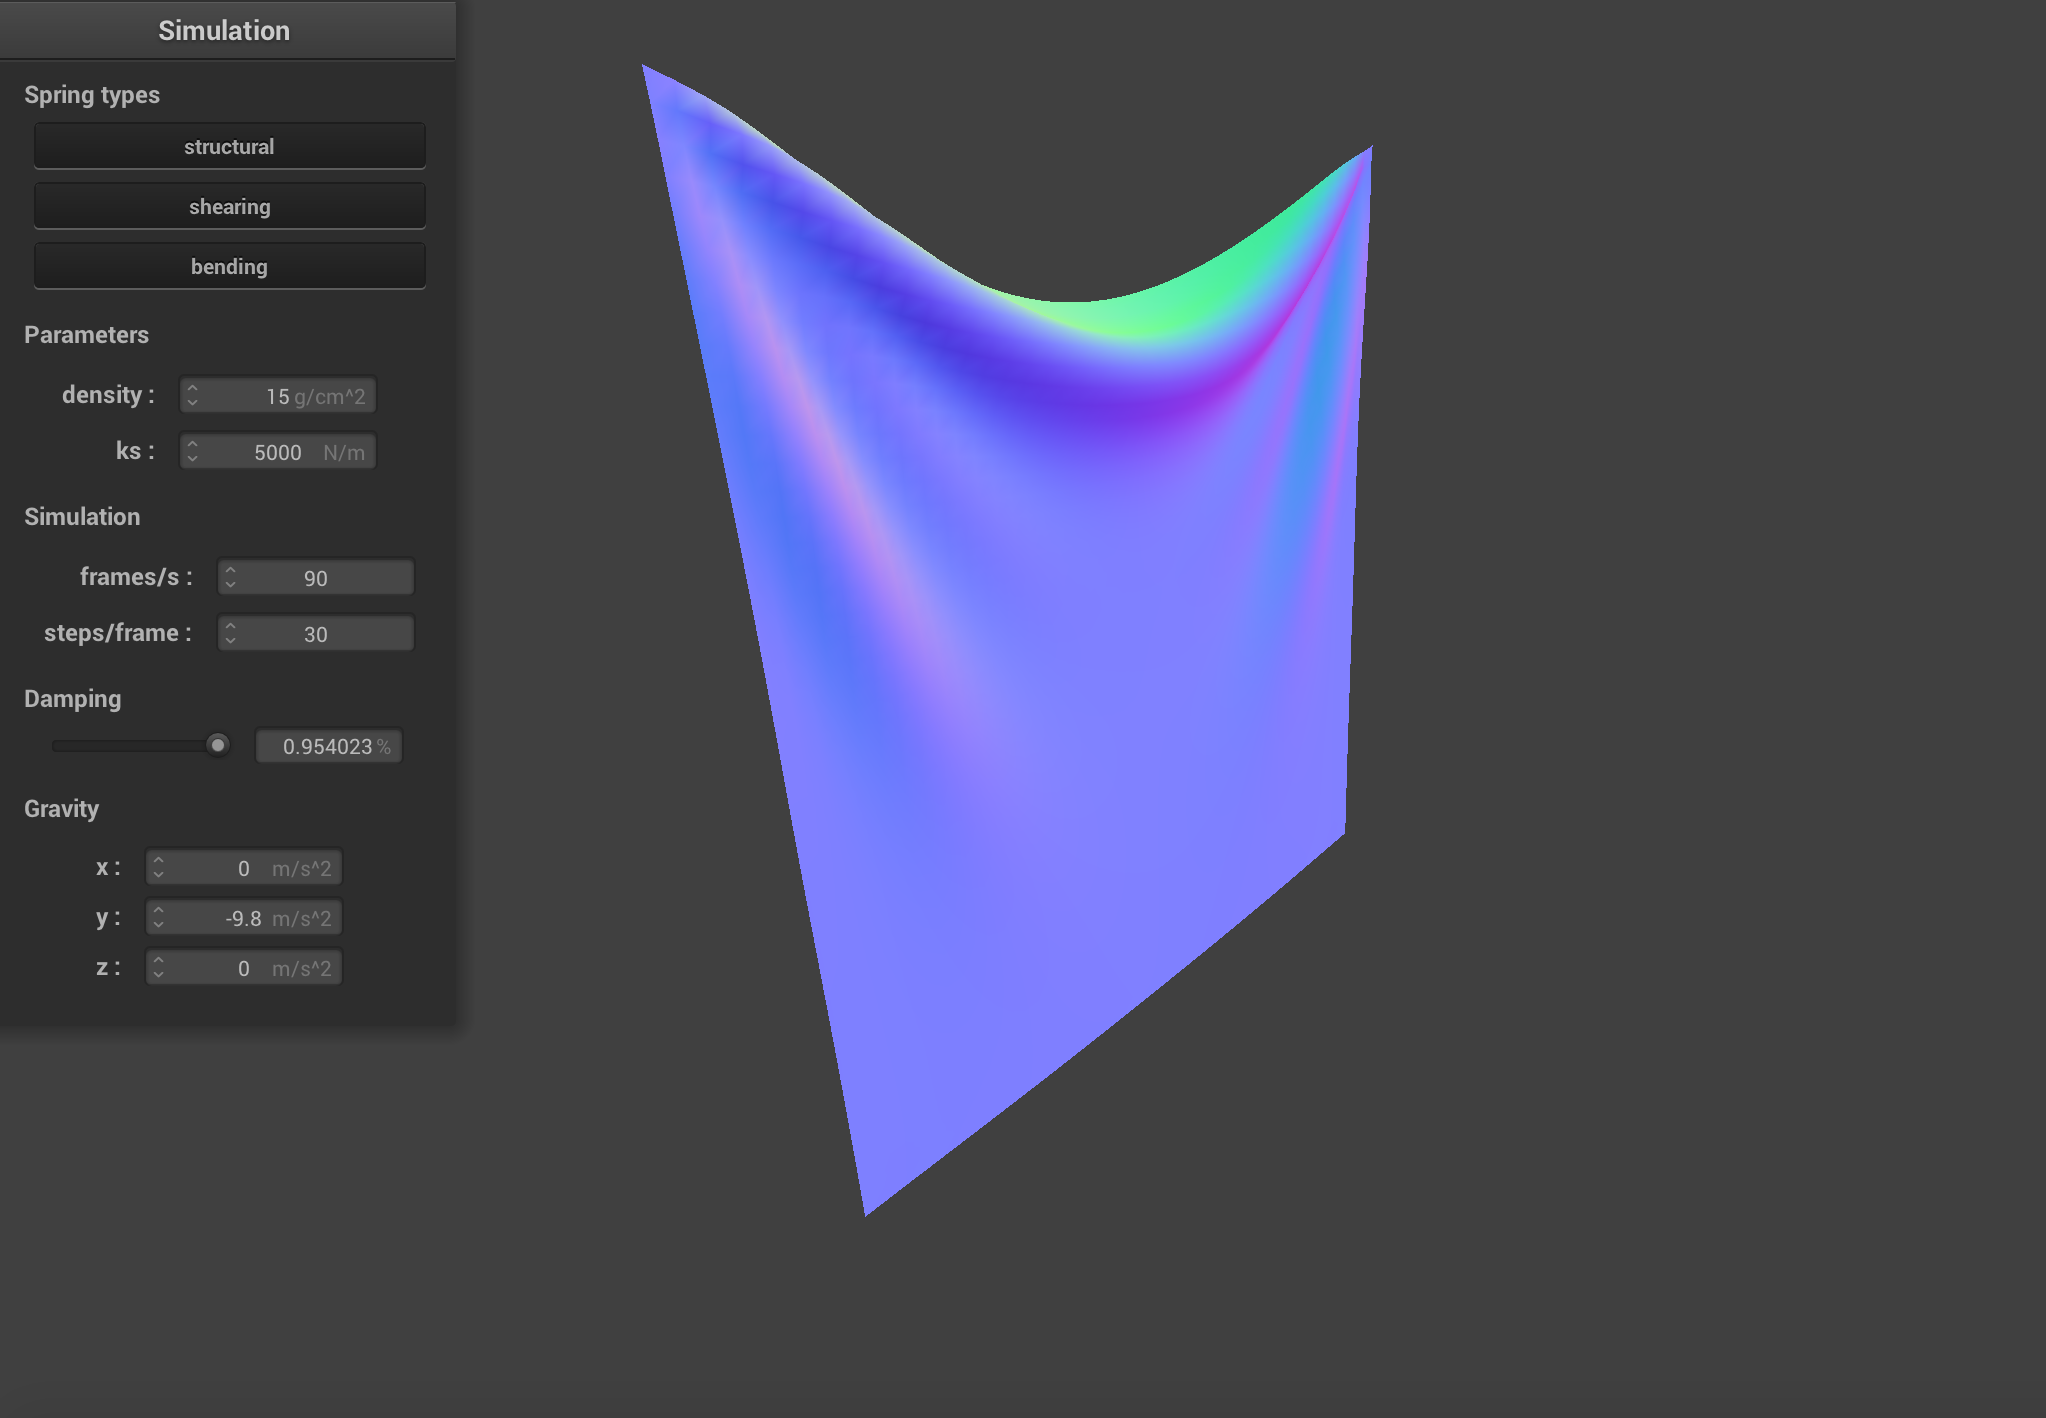 Simulation
Spring types
structural
shearing
bending
Parameters
density : 15 g/cm^2
ks : 5000 N/m
Simulation
frames/s : 90
steps/frame : 30
Damping
0.954023 %
Gravity
x : 0 m/s^2
y : -9.8 m/s^2
z : 0 m/s^2